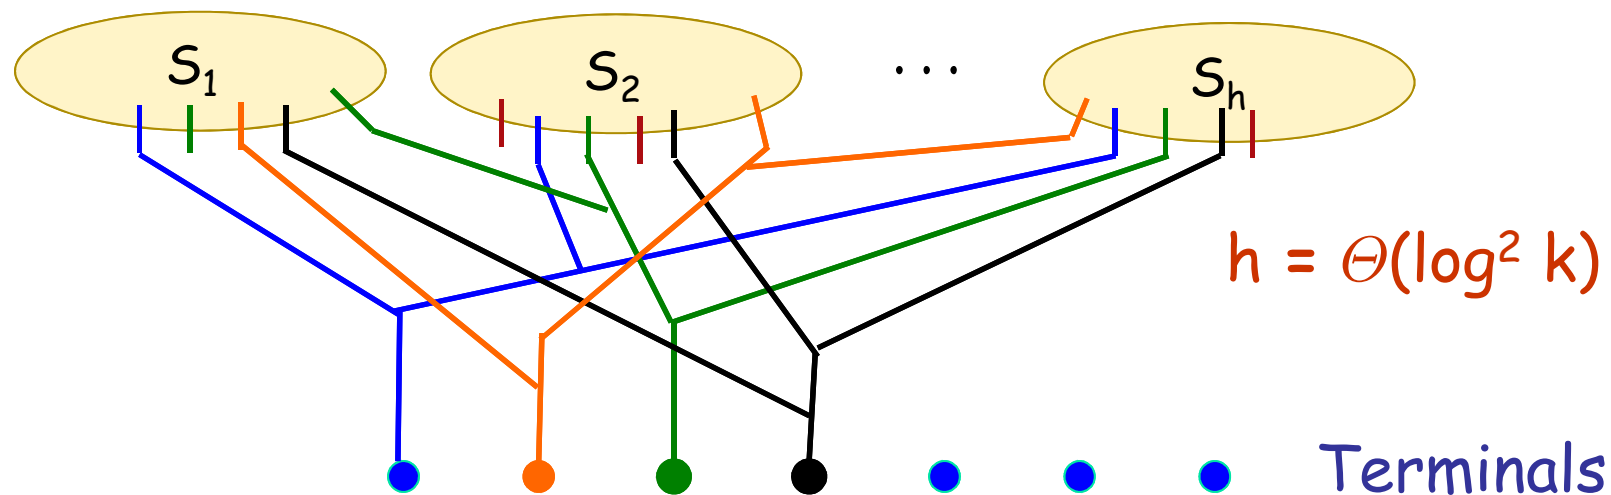 S₁ S₂ . . . Sₕ
h = Θ(log² k)
Terminals